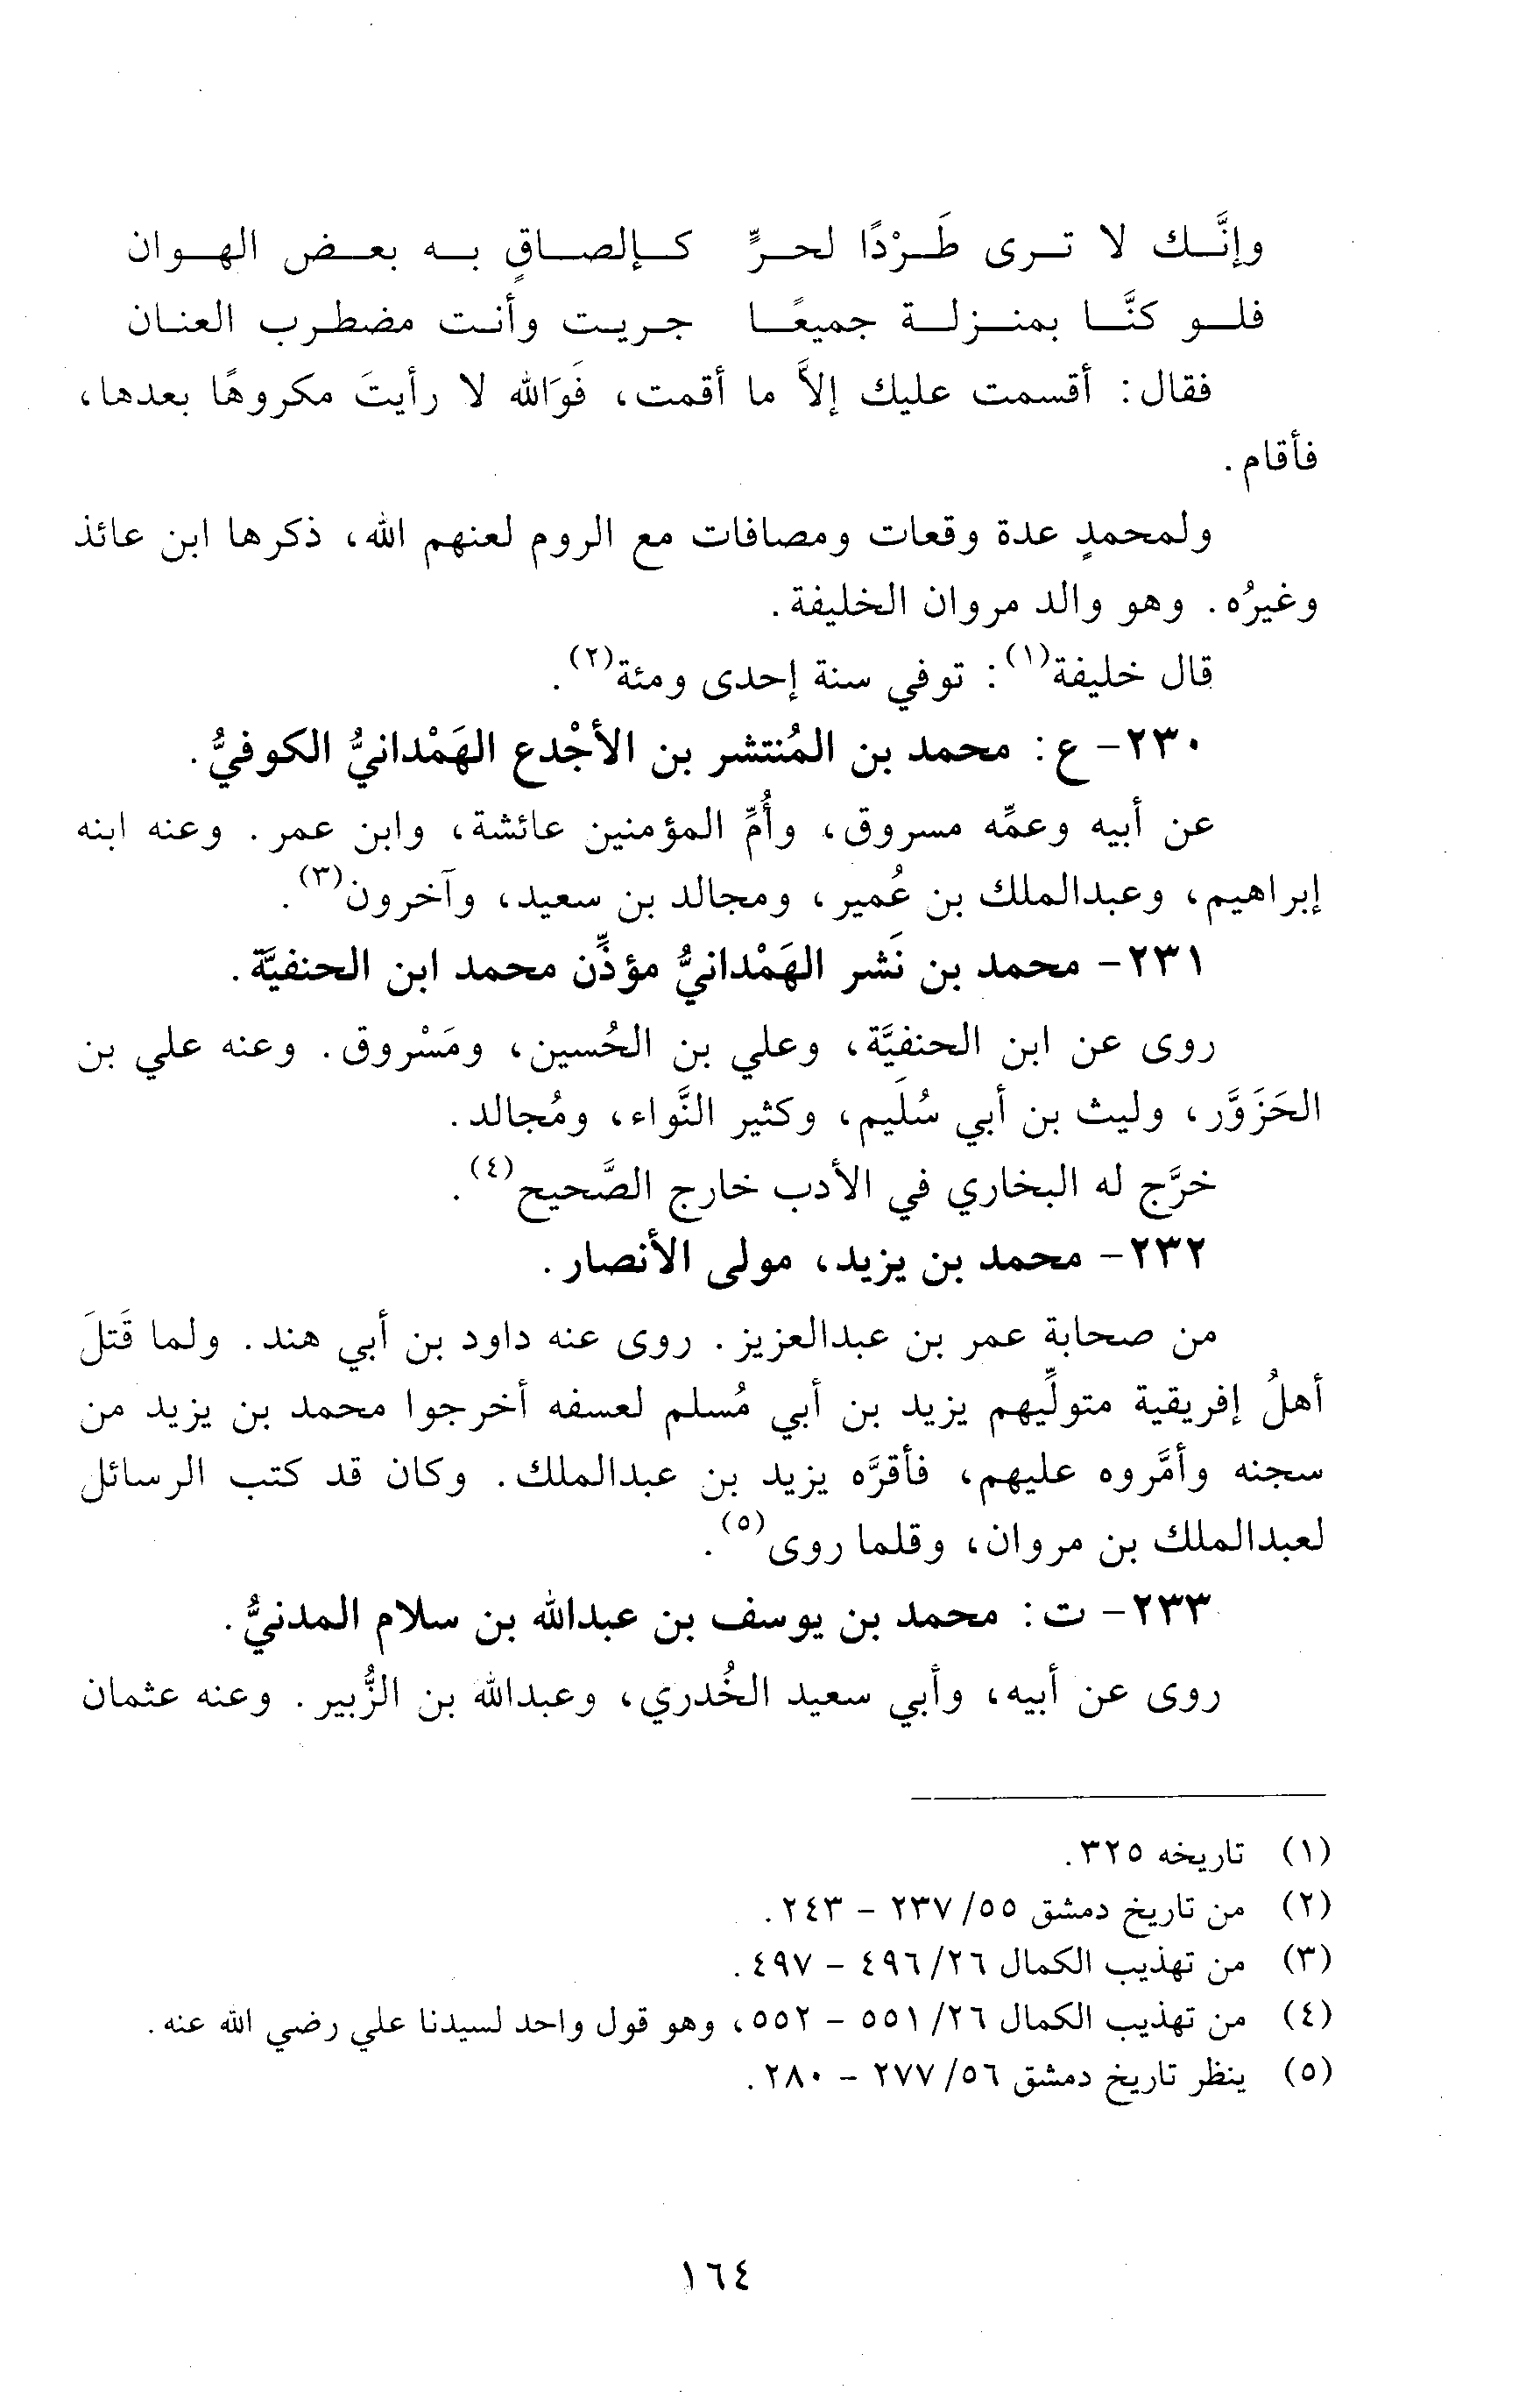 وإنَّك لا ترى طَرْدًا لحرٍّ كإلصاقٍ به بعض الهوان
فلو كنَّا بمنزلة جميعًا جريت وأنت مضطرب العنان
فقال: أقسمت عليك إلاَّ ما أقمت، فَوَالله لا رأيتَ مكروهًا بعدها،
فأقام.
ولمحمدٍ عدة وقعات ومصافات مع الروم لعنهم الله، ذكرها ابن عائذ
وغيرُه. وهو والد مروان الخليفة.
قال خليفة(١): توفي سنة إحدى ومئة(٢).
٢٣٠- ع: محمد بن المُنتشر بن الأجْدع الهَمْدانيُّ الكوفيُّ.
عن أبيه وعمِّه مسروق، وأُمِّ المؤمنين عائشة، وابن عمر. وعنه ابنه
إبراهيم، وعبدالملك بن عُمير، ومجالد بن سعيد، وآخرون(٣).
٢٣١- محمد بن نَشر الهَمْدانيُّ مؤذِّن محمد ابن الحنفيَّة.
روى عن ابن الحنفيَّة، وعلي بن الحُسين، ومَسْروق. وعنه علي بن
الحَزَوَّر، وليث بن أبي سُلَيم، وكثير النَّواء، ومُجالد.
خرَّج له البخاري في الأدب خارج الصَّحيح(٤).
٢٣٢- محمد بن يزيد، مولى الأنصار.
من صحابة عمر بن عبدالعزيز. روى عنه داود بن أبي هند. ولما قَتلَ
أهلُ إفريقية متولِّيهم يزيد بن أبي مُسلم لعسفه أخرجوا محمد بن يزيد من
سجنه وأمَّروه عليهم، فأقرَّه يزيد بن عبدالملك. وكان قد كتب الرسائل
لعبدالملك بن مروان، وقلما روى(٥).
٢٣٣- ت: محمد بن يوسف بن عبدالله بن سلام المدنيُّ.
روى عن أبيه، وأبي سعيد الخُدري، وعبدالله بن الزُّبير. وعنه عثمان
(١) تاريخه ٣٢٥.
(٢) من تاريخ دمشق ٥٥/ ٢٣٧ - ٢٤٣.
(٣) من تهذيب الكمال ٢٦/ ٤٩٦ - ٤٩٧.
(٤) من تهذيب الكمال ٢٦/ ٥٥١ - ٥٥٢، وهو قول واحد لسيدنا علي رضي الله عنه.
(٥) ينظر تاريخ دمشق ٥٦/ ٢٧٧ - ٢٨٠.
١٦٤